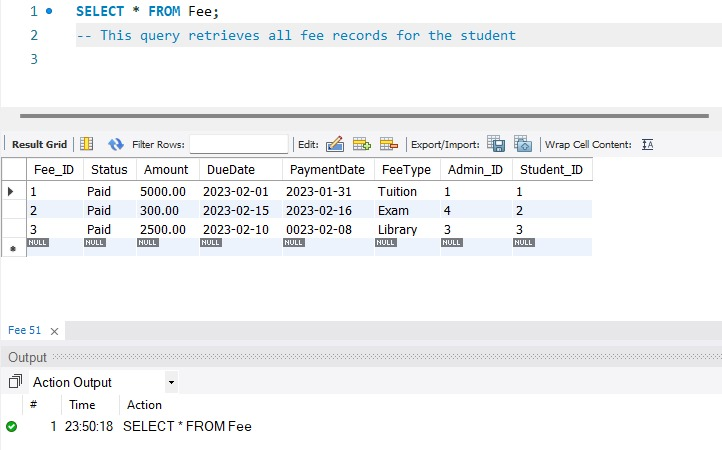 1 SELECT * FROM Fee;
2 -- This query retrieves all fee records for the student
3
Result Grid Filter Rows: Edit: Export/Import: Wrap Cell Content:
Fee_ID Status Amount DueDate PaymentDate FeeType Admin_ID Student_ID
1 Paid 5000.00 2023-02-01 2023-01-31 Tuition 1 1
2 Paid 300.00 2023-02-15 2023-02-16 Exam 4 2
3 Paid 2500.00 2023-02-10 0023-02-08 Library 3 3
NULL NULL NULL NULL NULL NULL NULL NULL
Fee 51
Output
Action Output
# Time Action
1 23:50:18 SELECT * FROM Fee